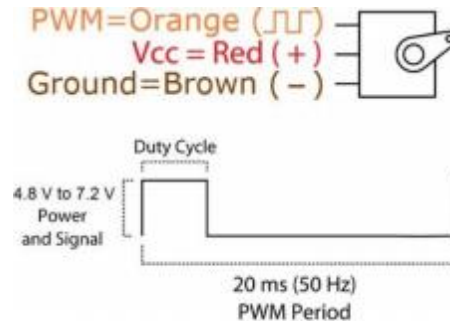 PWM=Orange (⎍⎍)
Vcc = Red ( + )
Ground=Brown ( − )
Duty Cycle
4.8 V to 7.2 V
Power
and Signal
20 ms (50 Hz)
PWM Period